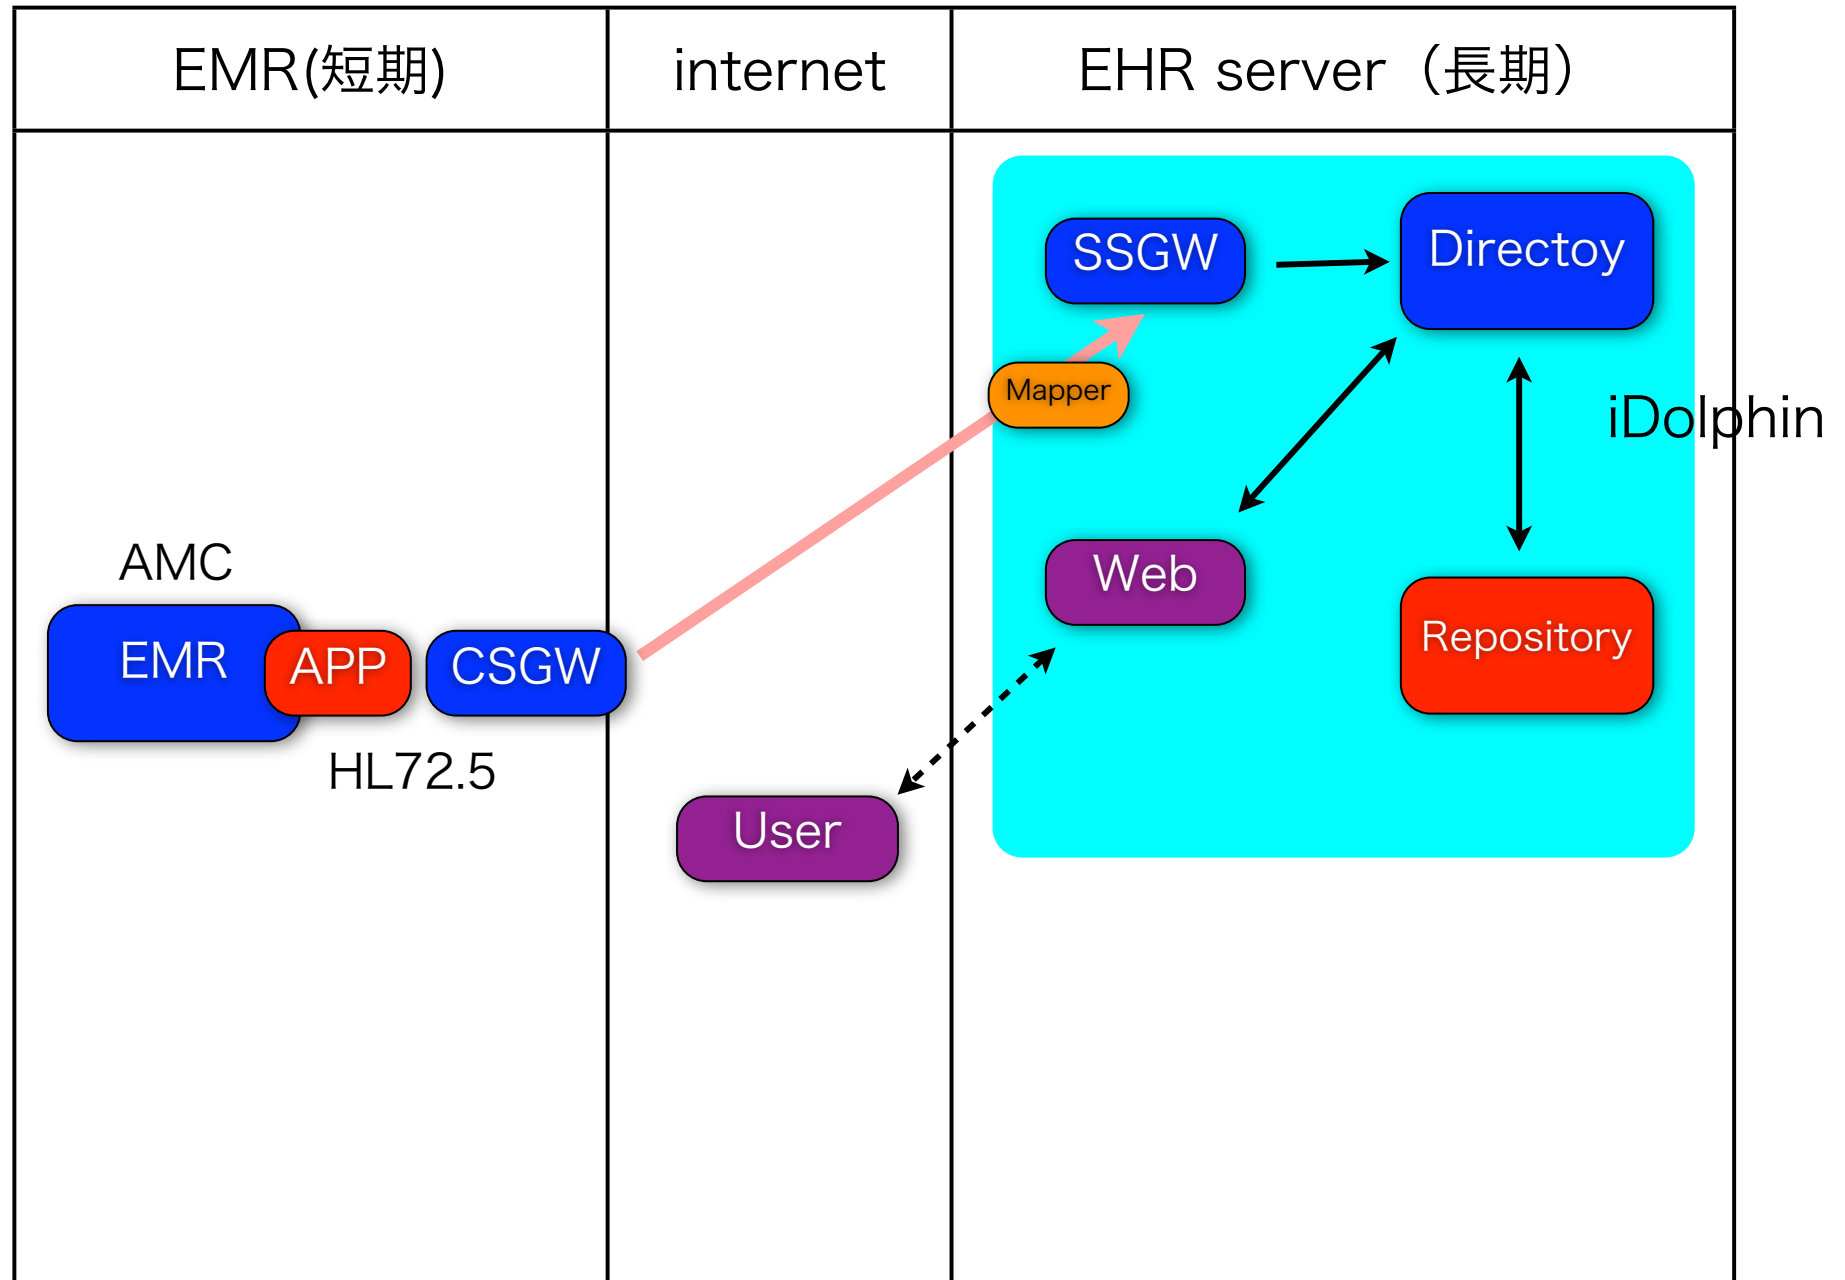 EMR(短期)
internet
EHR server（長期）
SSGW
Directoy
Mapper
iDolphin
AMC
Web
EMR
APP
CSGW
Repository
HL72.5
User